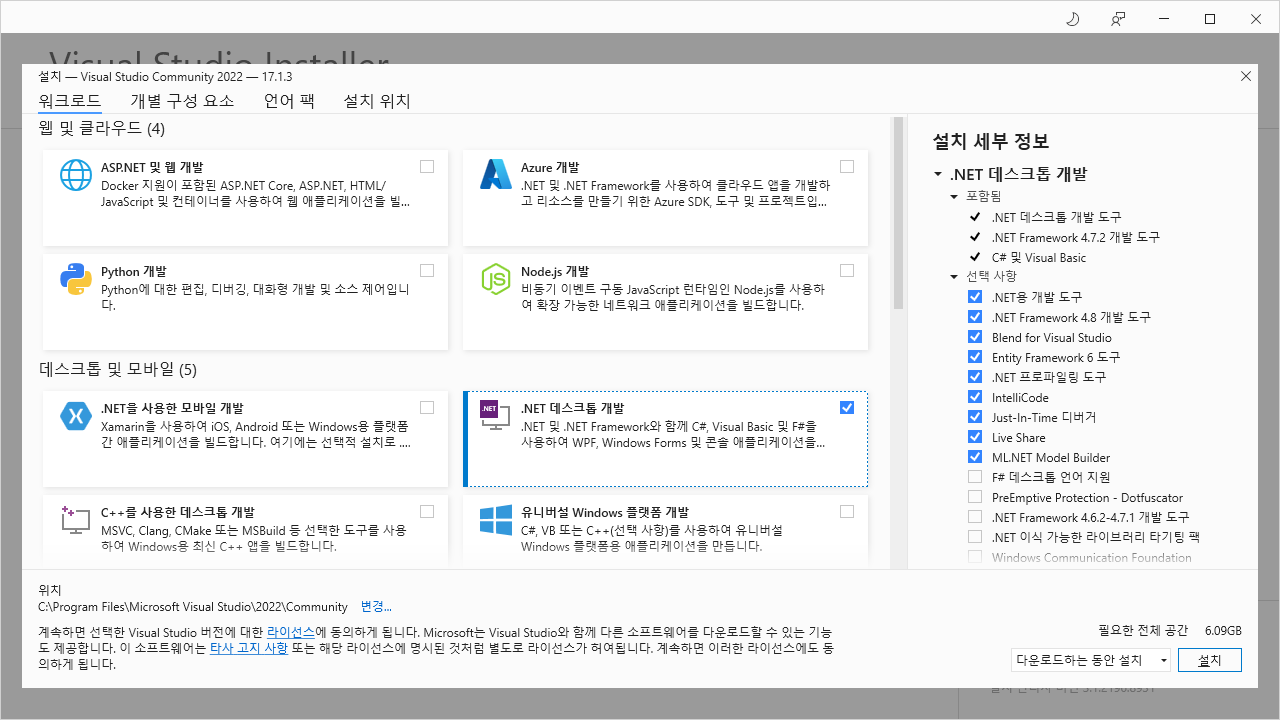 Visual Studio Installer
설치 — Visual Studio Community 2022 — 17.1.3
워크로드 개별 구성 요소 언어 팩 설치 위치
웹 및 클라우드 (4)
ASP.NET 및 웹 개발
Docker 지원이 포함된 ASP.NET Core, ASP.NET, HTML/
JavaScript 및 컨테이너를 사용하여 웹 애플리케이션을 빌...
Azure 개발
.NET 및 .NET Framework를 사용하여 클라우드 앱을 개발하
고 리소스를 만들기 위한 Azure SDK, 도구 및 프로젝트입...
Python 개발
Python에 대한 편집, 디버깅, 대화형 개발 및 소스 제어입니
다.
Node.js 개발
비동기 이벤트 구동 JavaScript 런타임인 Node.js를 사용하
여 확장 가능한 네트워크 애플리케이션을 빌드합니다.
데스크톱 및 모바일 (5)
.NET을 사용한 모바일 개발
Xamarin을 사용하여 iOS, Android 또는 Windows용 플랫폼
간 애플리케이션을 빌드합니다. 여기에는 선택적 설치로 ....
.NET
.NET 데스크톱 개발
.NET 및 .NET Framework와 함께 C#, Visual Basic 및 F#을
사용하여 WPF, Windows Forms 및 콘솔 애플리케이션을...
C++를 사용한 데스크톱 개발
MSVC, Clang, CMake 또는 MSBuild 등 선택한 도구를 사용
하여 Windows용 최신 C++ 앱을 빌드합니다.
유니버설 Windows 플랫폼 개발
C#, VB 또는 C++(선택 사항)를 사용하여 유니버설
Windows 플랫폼용 애플리케이션을 만듭니다.
설치 세부 정보
.NET 데스크톱 개발
포함됨
.NET 데스크톱 개발 도구
.NET Framework 4.7.2 개발 도구
C# 및 Visual Basic
선택 사항
.NET용 개발 도구
.NET Framework 4.8 개발 도구
Blend for Visual Studio
Entity Framework 6 도구
.NET 프로파일링 도구
IntelliCode
Just-In-Time 디버거
Live Share
ML.NET Model Builder
F# 데스크톱 언어 지원
PreEmptive Protection - Dotfuscator
.NET Framework 4.6.2-4.7.1 개발 도구
.NET 이식 가능한 라이브러리 타기팅 팩
Windows Communication Foundation
위치
C:\Program Files\Microsoft Visual Studio\2022\Community 변경...
계속하면 선택한 Visual Studio 버전에 대한 라이선스에 동의하게 됩니다. Microsoft는 Visual Studio와 함께 다른 소프트웨어를 다운로드할 수 있는 기능
도 제공합니다. 이 소프트웨어는 타사 고지 사항 또는 해당 라이선스에 명시된 것처럼 별도로 라이선스가 허여됩니다. 계속하면 이러한 라이선스에도 동
의하게 됩니다.
필요한 전체 공간 6.09GB
다운로드하는 동안 설치 설치